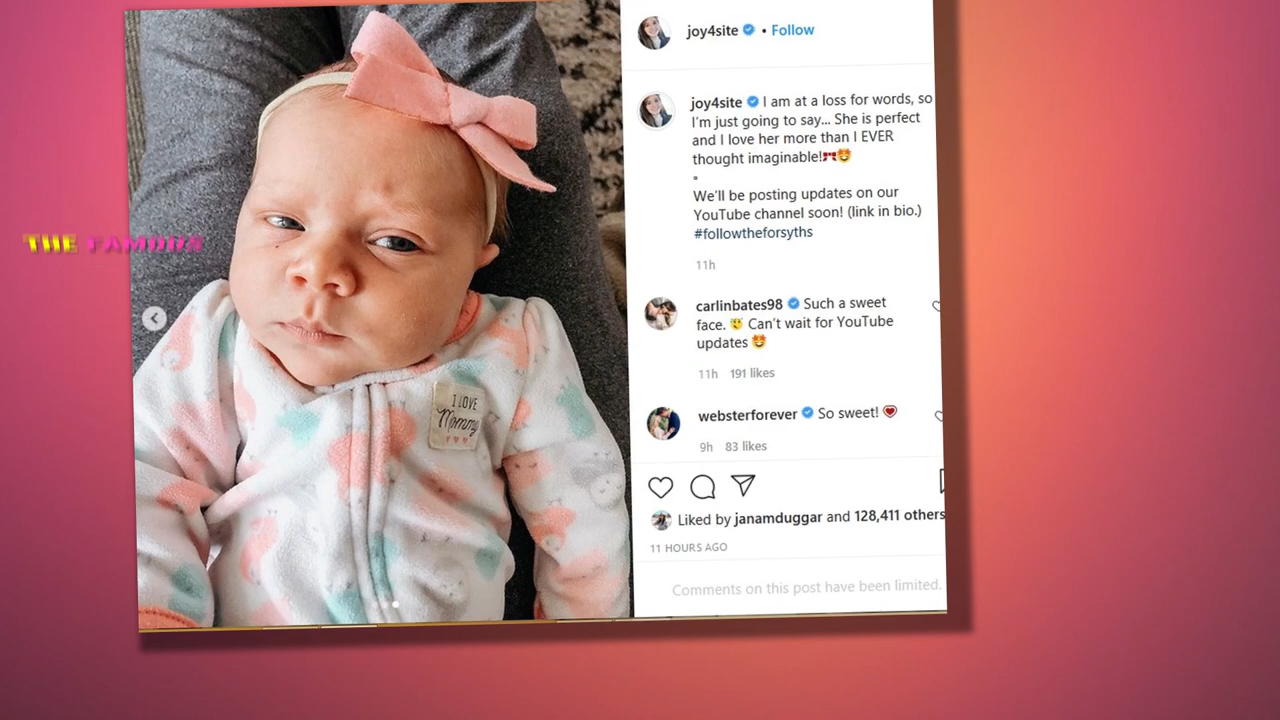 joy4site • Follow
joy4site I am at a loss for words, so
I'm just going to say... She is perfect
and I love her more than I EVER
thought imaginable!
We'll be posting updates on our
YouTube channel soon! (link in bio.)
#followtheforsyths
11h
carlinbates98 Such a sweet
face. Can't wait for YouTube
updates
11h 191 likes
websterforever So sweet!
9h 83 likes
Liked by janamduggar and 128,411 others
11 HOURS AGO
Comments on this post have been limited.
I LOVE
Mommy
THE FAMOUS